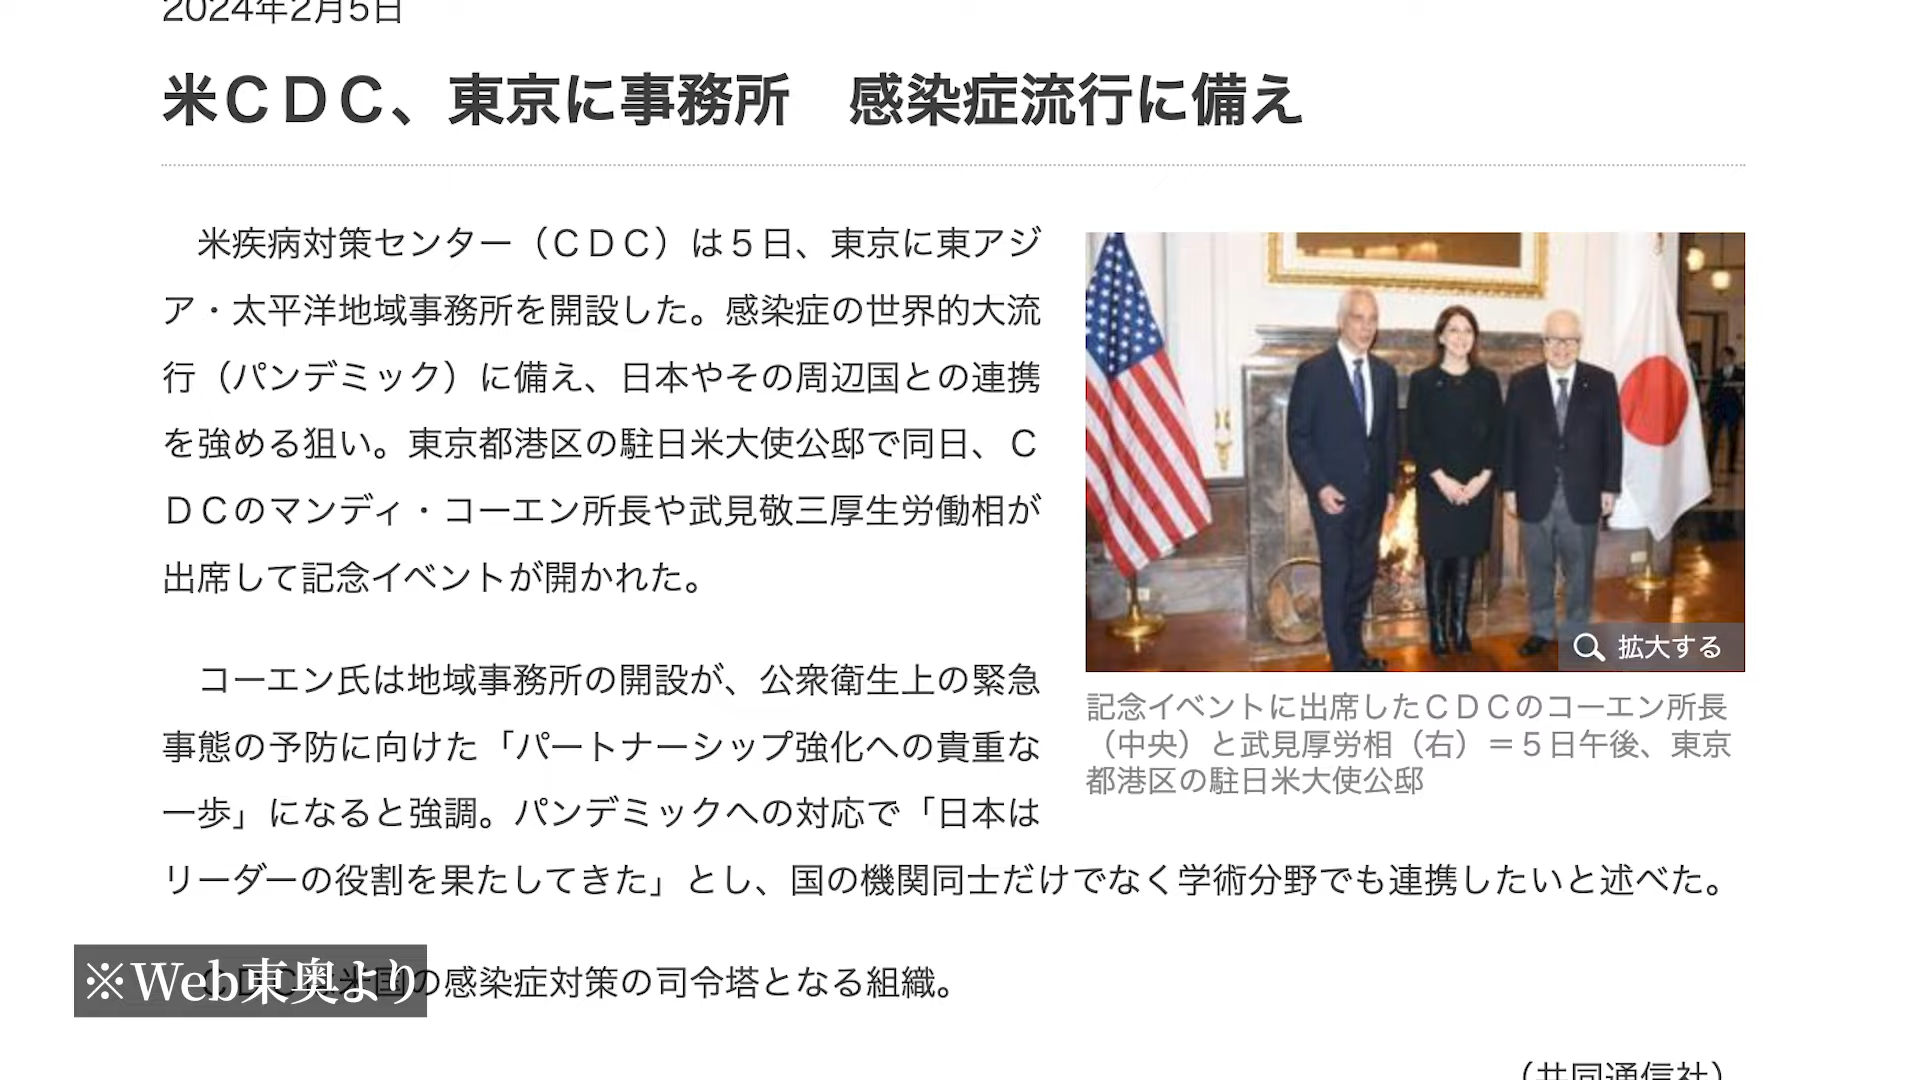 2024年2月5日
米ＣＤＣ、東京に事務所　感染症流行に備え
　米疾病対策センター（ＣＤＣ）は５日、東京に東アジ
ア・太平洋地域事務所を開設した。感染症の世界的大流
行（パンデミック）に備え、日本やその周辺国との連携
を強める狙い。東京都港区の駐日米大使公邸で同日、Ｃ
ＤＣのマンディ・コーエン所長や武見敬三厚生労働相が
出席して記念イベントが開かれた。
　コーエン氏は地域事務所の開設が、公衆衛生上の緊急
事態の予防に向けた「パートナーシップ強化への貴重な
一歩」になると強調。パンデミックへの対応で「日本は
リーダーの役割を果たしてきた」とし、国の機関同士だけでなく学術分野でも連携したいと述べた。
拡大する
記念イベントに出席したＣＤＣのコーエン所長
（中央）と武見厚労相（右）＝５日午後、東京
都港区の駐日米大使公邸
　ＣＤＣは米国の感染症対策の司令塔となる組織。
※Web東奥より
（共同通信社）